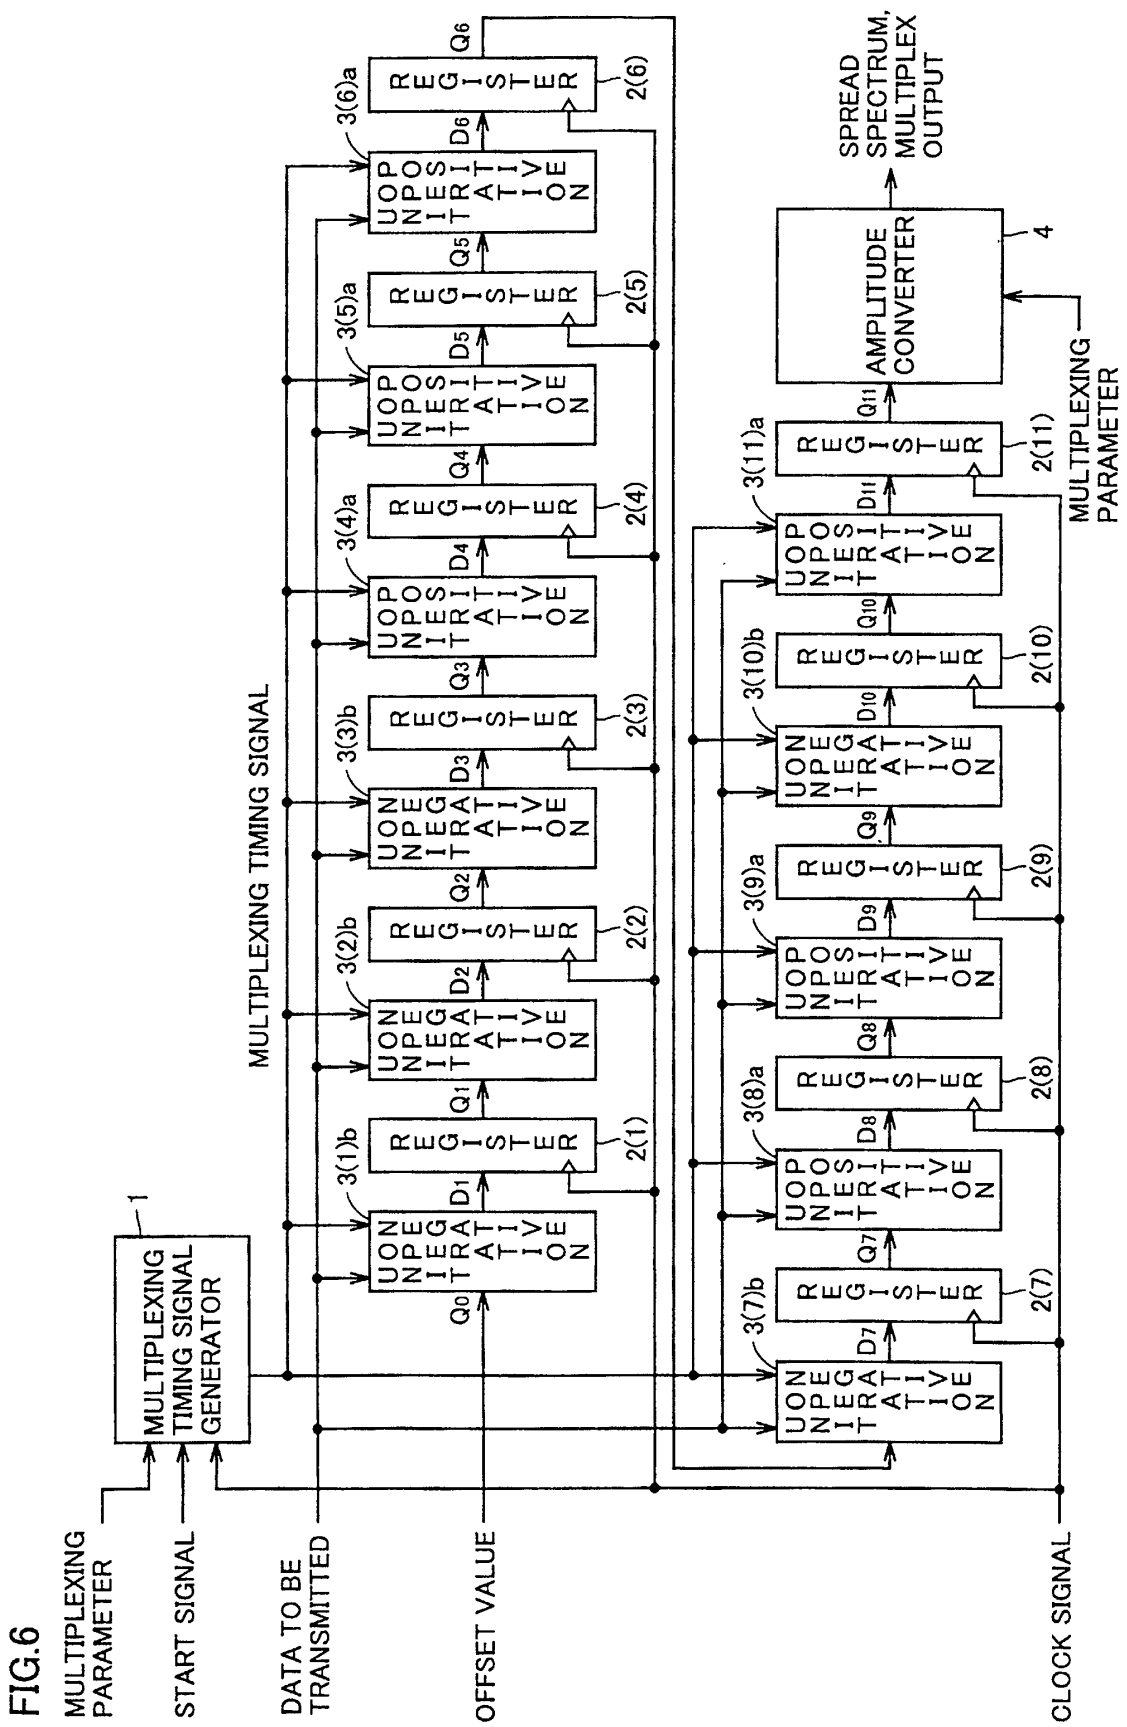 FIG.6
MULTIPLEXING
PARAMETER
START SIGNAL
DATA TO BE
TRANSMITTED
OFFSET VALUE
CLOCK SIGNAL
MULTIPLEXING
TIMING SIGNAL
GENERATOR
1
MULTIPLEXING TIMING SIGNAL
Q0
3(1)b
NEGATIVE
OPERATION
UNIT
D1
REGISTER
2(1)
Q1
3(2)b
NEGATIVE
OPERATION
UNIT
D2
REGISTER
2(2)
Q2
3(3)b
NEGATIVE
OPERATION
UNIT
D3
REGISTER
2(3)
Q3
3(4)a
POSITIVE
OPERATION
UNIT
D4
REGISTER
2(4)
Q4
3(5)a
POSITIVE
OPERATION
UNIT
D5
REGISTER
2(5)
Q5
3(6)a
POSITIVE
OPERATION
UNIT
D6
REGISTER
2(6)
Q6
3(7)b
NEGATIVE
OPERATION
UNIT
D7
REGISTER
2(7)
Q7
3(8)a
POSITIVE
OPERATION
UNIT
D8
REGISTER
2(8)
Q8
3(9)a
POSITIVE
OPERATION
UNIT
D9
REGISTER
2(9)
Q9
3(10)b
NEGATIVE
OPERATION
UNIT
D10
REGISTER
2(10)
Q10
3(11)a
POSITIVE
OPERATION
UNIT
D11
REGISTER
2(11)
Q11
AMPLITUDE
CONVERTER
4
MULTIPLEXING
PARAMETER
SPREAD
SPECTRUM,
MULTIPLEX
OUTPUT